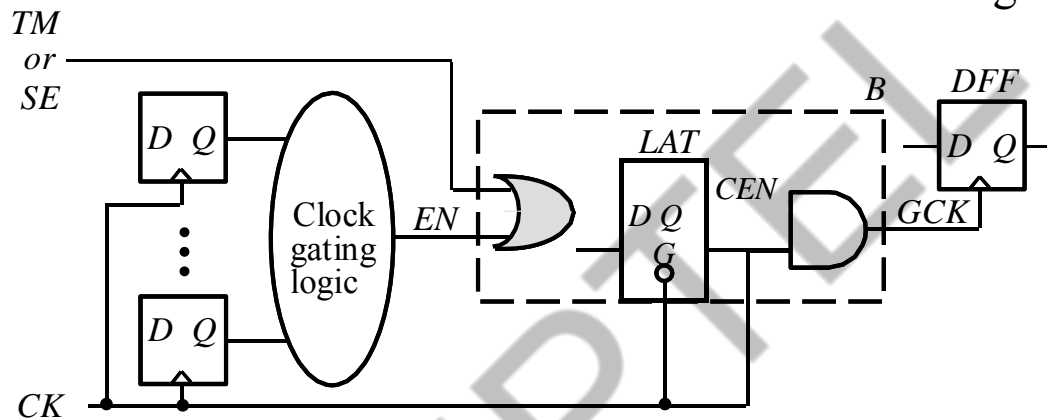 g
TM
or
SE
B
DFF
D Q
LAT
D Q
CEN
Clock
gating
logic
EN
D Q
G
GCK
D Q
CK